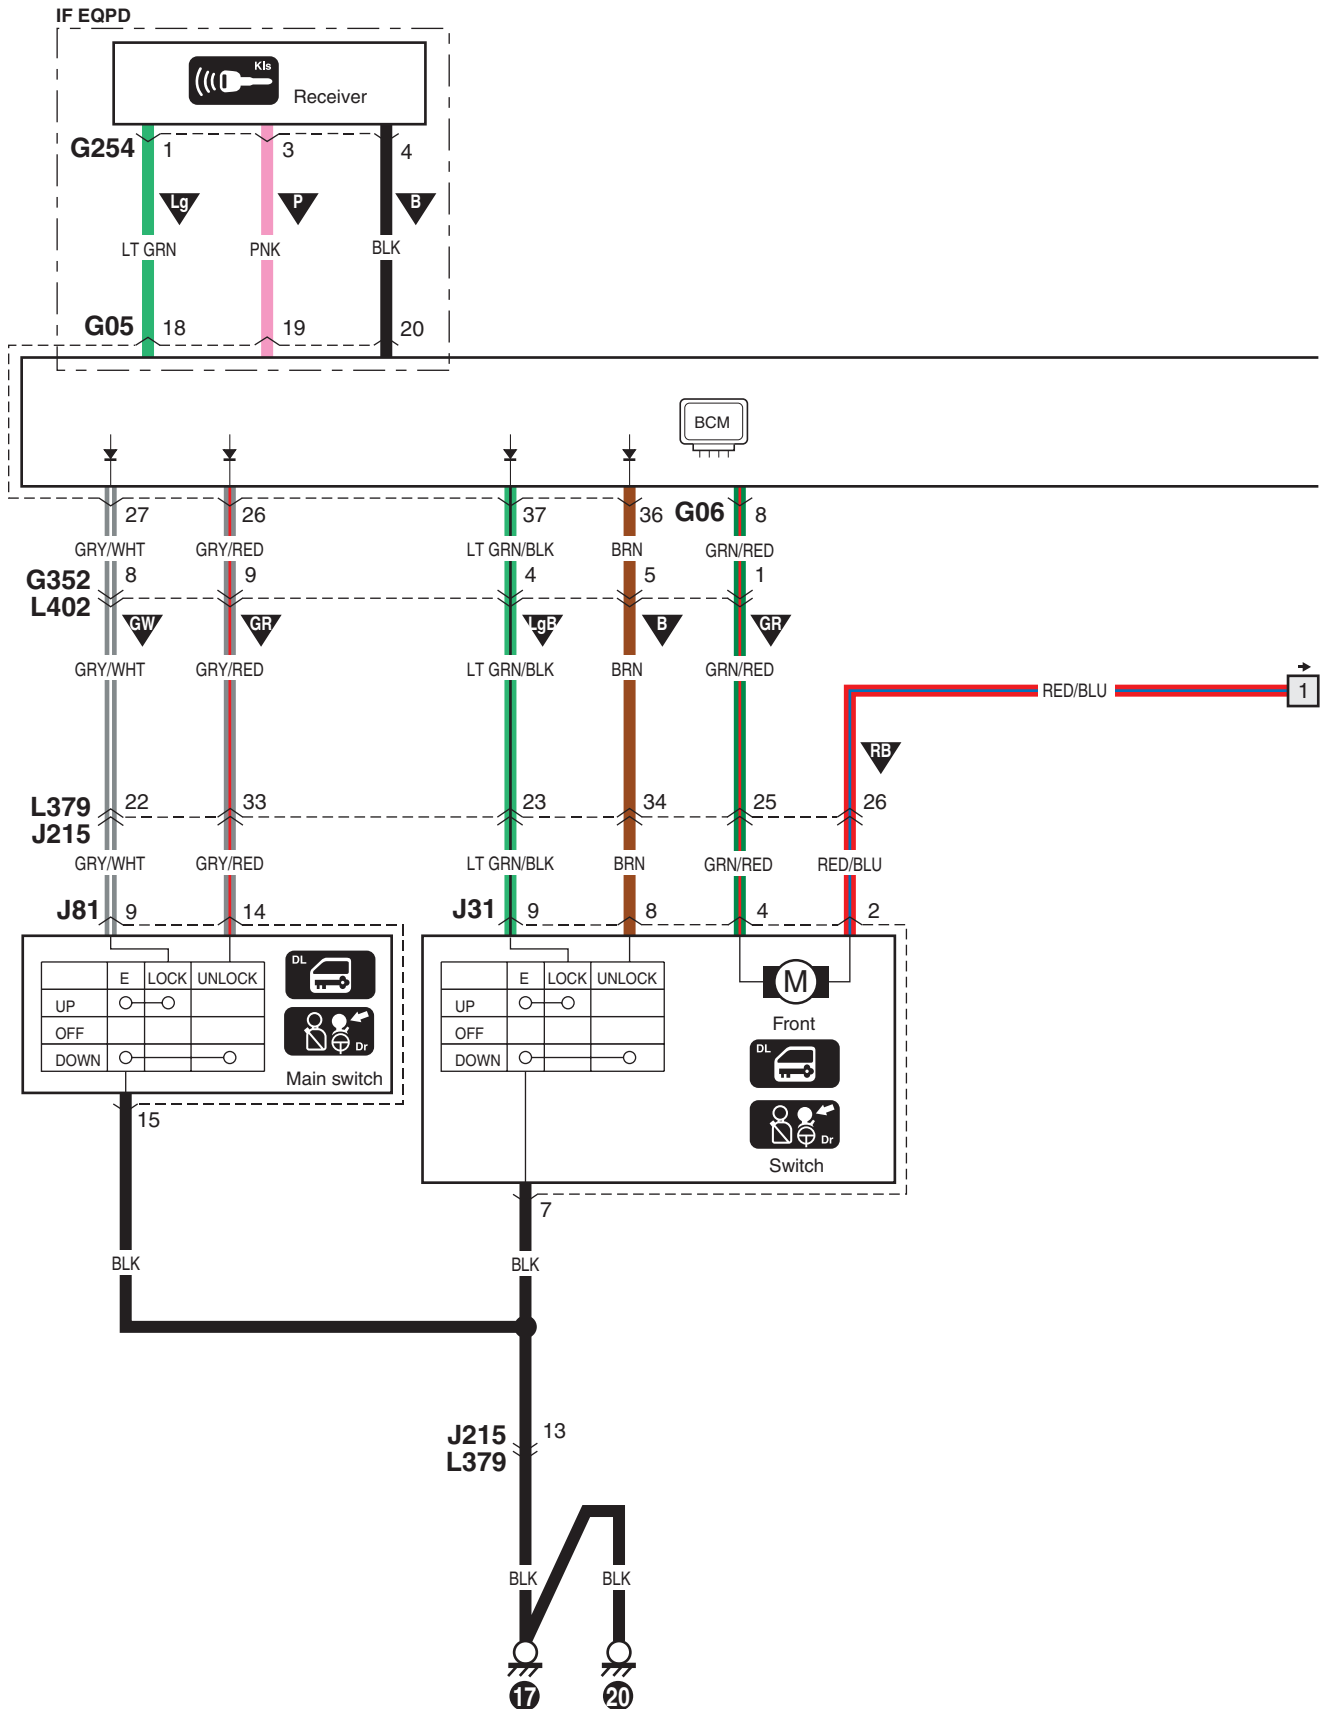 IF EQPD
Kls
Receiver
G254 1 3 4
Lg P B
LT GRN PNK BLK
G05 18 19 20
BCM
27 26 37 36 G06 8
GRY/WHT GRY/RED LT GRN/BLK BRN GRN/RED
G352 8 9 4 5 1
L402
GW GR LgB B GR
GRY/WHT GRY/RED LT GRN/BLK BRN GRN/RED
RED/BLU 1
RB
L379 22 33 23 34 25 26
J215
GRY/WHT GRY/RED LT GRN/BLK BRN GRN/RED RED/BLU
J81 9 14 J31 9 8 4 2
DL
E LOCK UNLOCK
UP
OFF
DOWN
Dr
Main switch
E LOCK UNLOCK
UP
OFF
DOWN
M
Front
DL
Dr
Switch
15
7
BLK BLK
J215 13
L379
BLK BLK
17 20